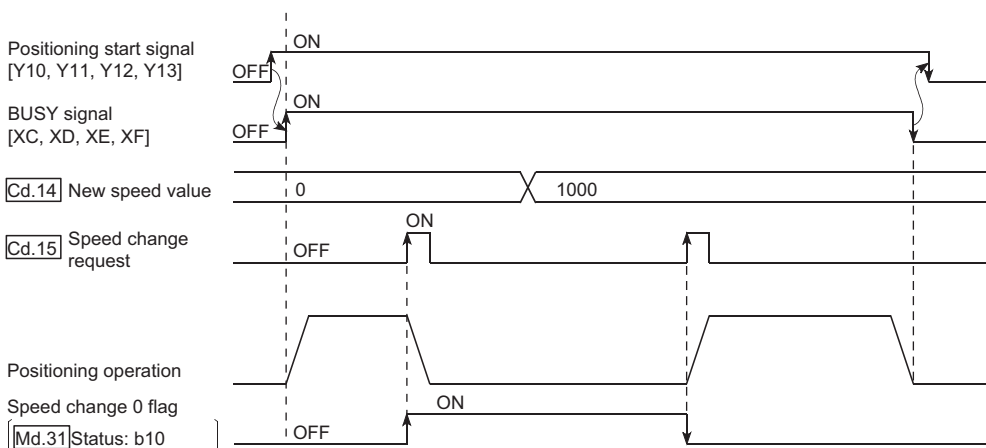 ON
Positioning start signal
[Y10, Y11, Y12, Y13]
OFF
ON
BUSY signal
[XC, XD, XE, XF]
OFF
Cd.14 New speed value
0
1000
ON
Cd.15 Speed change
request
OFF
Positioning operation
Speed change 0 flag
ON
Md.31 Status: b10
OFF